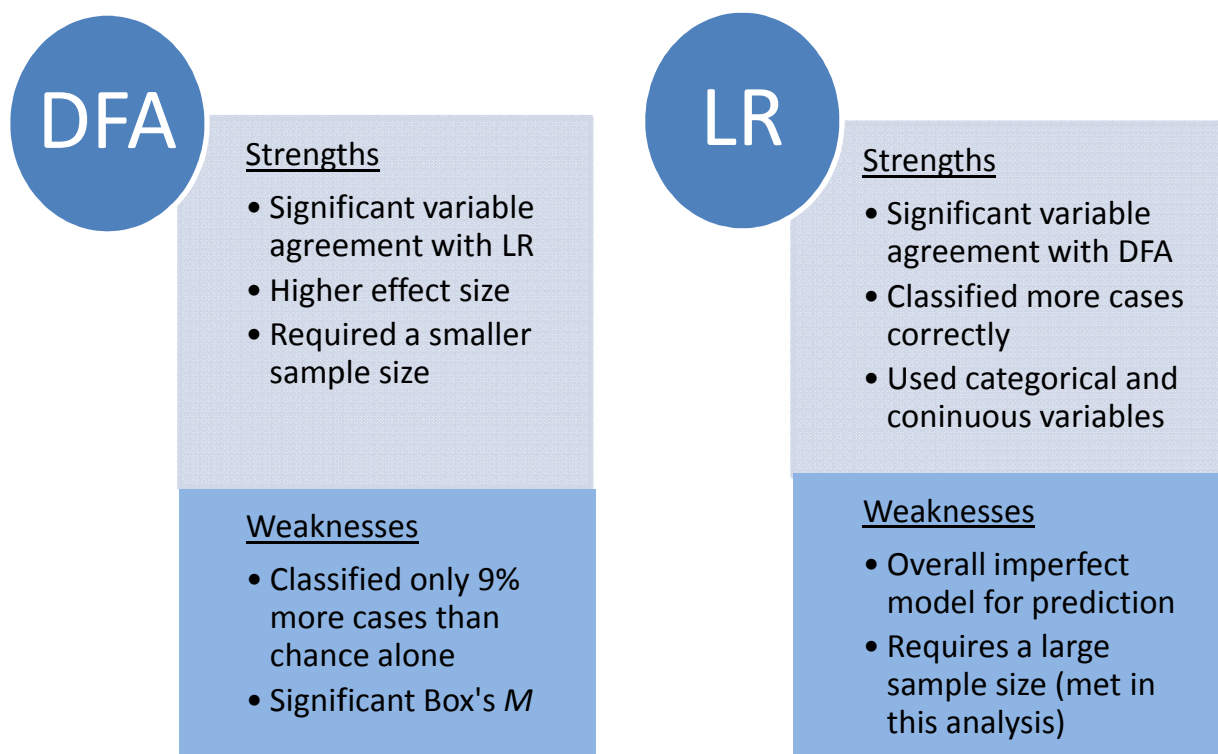 DFA
Strengths
• Significant variable
agreement with LR
• Higher effect size
• Required a smaller
sample size
Weaknesses
• Classified only 9%
more cases than
chance alone
• Significant Box's M
LR
Strengths
• Significant variable
agreement with DFA
• Classified more cases
correctly
• Used categorical and
coninuous variables
Weaknesses
• Overall imperfect
model for prediction
• Requires a large
sample size (met in
this analysis)